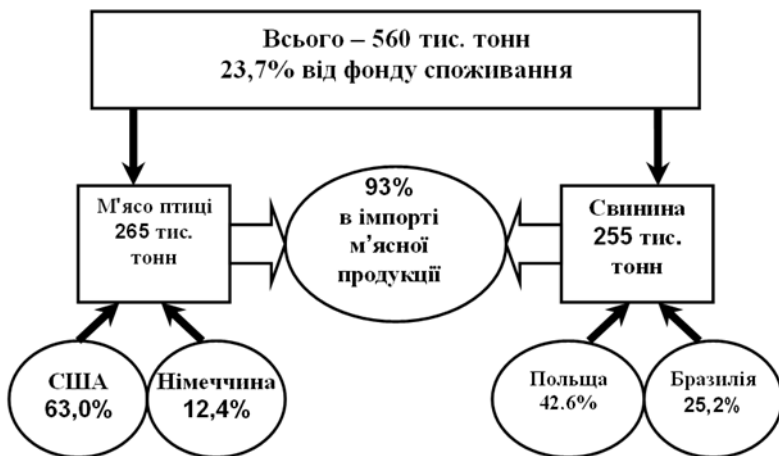 Всього – 560 тис. тонн
23,7% від фонду споживання
М'ясо птиці
265 тис.
тонн
93%
в імпорті
м'ясної
продукції
Свинина
255 тис.
тонн
США
63,0%
Німеччина
12,4%
Польща
42.6%
Бразилія
25,2%